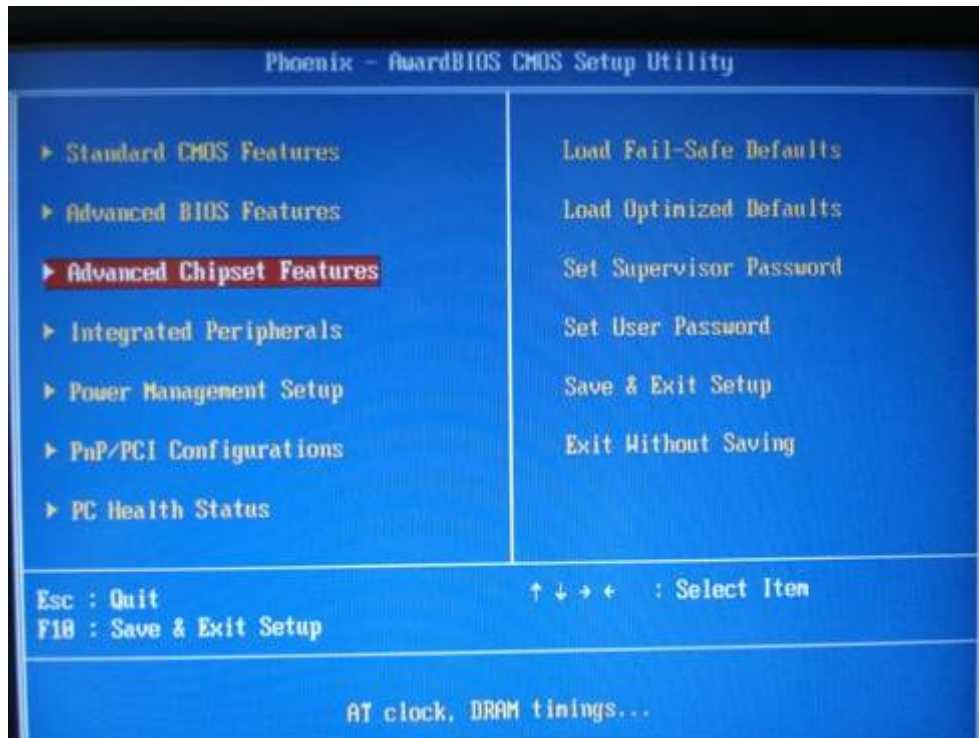 Phoenix - AwardBIOS CMOS Setup Utility
▶ Standard CMOS Features
▶ Advanced BIOS Features
▶ Advanced Chipset Features
▶ Integrated Peripherals
▶ Power Management Setup
▶ PnP/PCI Configurations
▶ PC Health Status
Load Fail-Safe Defaults
Load Optimized Defaults
Set Supervisor Password
Set User Password
Save & Exit Setup
Exit Without Saving
Esc : Quit
F10 : Save & Exit Setup
↑ ↓ → ← : Select Item
AT clock, DRAM timings...